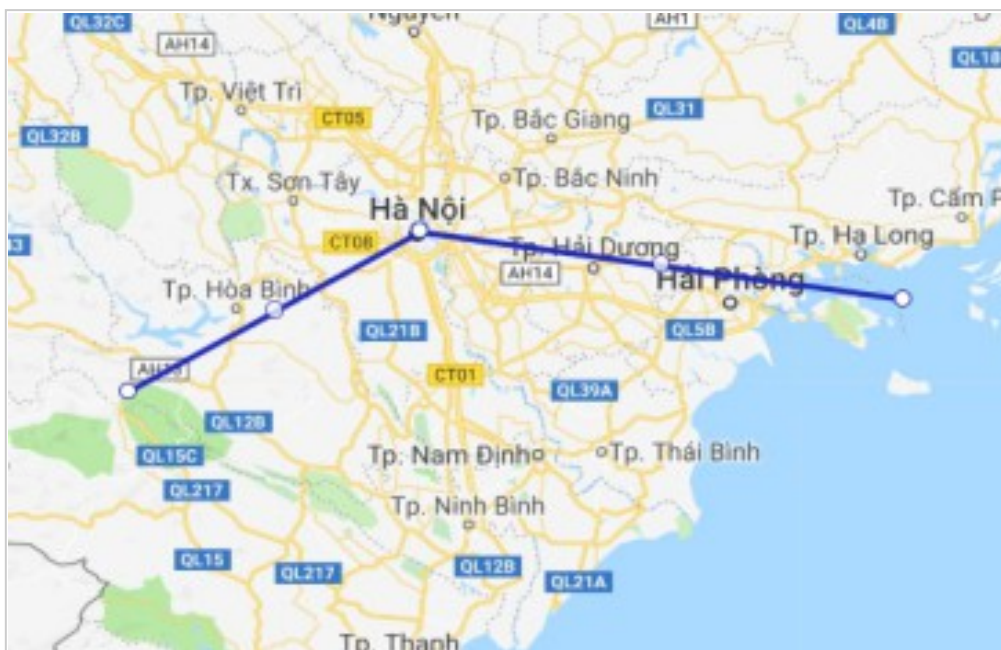 QL32C
Nguyên
AH1
QL4B
AH14
QL18
Tp. Việt Trì
QL31
CT05
Tp. Bắc Giang
QL32B
Tx. Sơn Tây
Tp. Bắc Ninh
Tp. Cẩm P
Hà Nội
CT08
Tp. Hải Dương
Tp. Hạ Long
AH14
Tp. Hòa Bình
Hải Phòng
QL21B
QL5B
CT01
QL39A
QL12B
QL15C
Tp. Nam Định
Tp. Thái Bình
QL217
Tp. Ninh Bình
QL15
QL217
QL12B
QL21A
Tp. Thanh